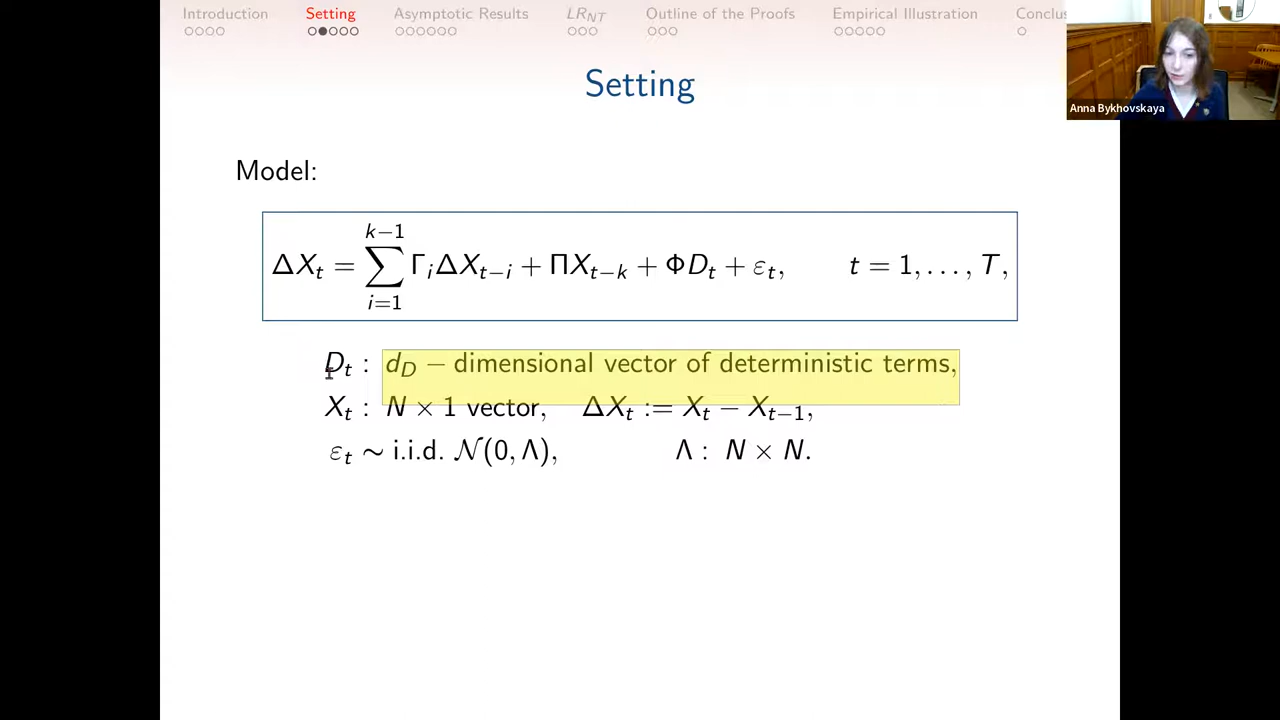 Introduction Setting Asymptotic Results LR_NT Outline of the Proofs Empirical Illustration Conclus
Anna Bykhovskaya
Setting
Model:
ΔX_t = ∑_{i=1}^{k−1} Γ_i ΔX_{t−i} + ΠX_{t−k} + ΦD_t + ε_t, t = 1, . . . , T,
D_t : d_D − dimensional vector of deterministic terms,
X_t : N × 1 vector, ΔX_t := X_t − X_{t−1},
ε_t ∼ i.i.d. 𝒩(0, Λ), Λ : N × N.